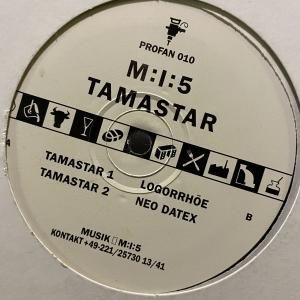 PROFAN 010
M:I:5
TAMASTAR
A
TAMASTAR 1
TAMASTAR 2
LOGORRHÖE
NEO DATEX
B
MUSIK ▯ M:I:5
KONTAKT +49-221/25730 13/41